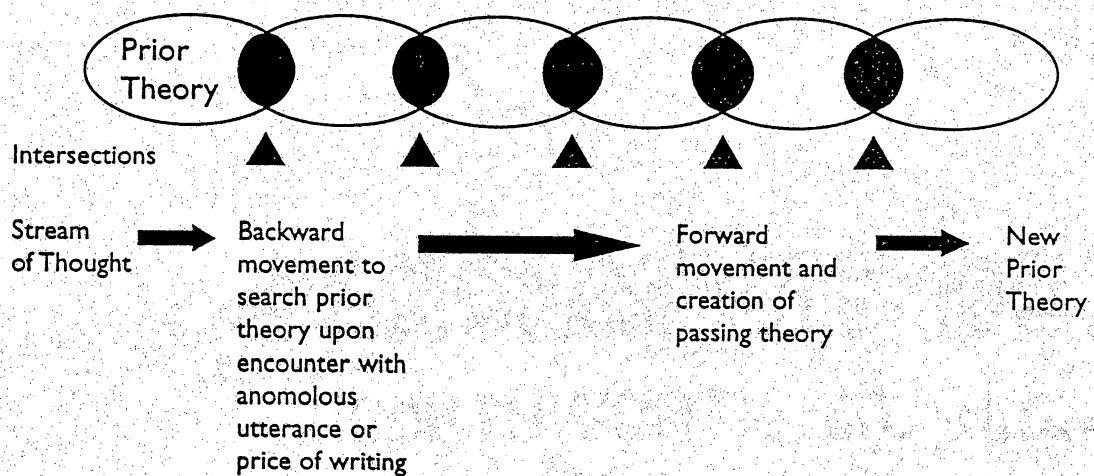 Prior
Theory
Intersections
Stream
of Thought
Backward
movement to
search prior
theory upon
encounter with
anomolous
utterance or
price of writing
Forward
movement and
creation of
passing theory
New
Prior
Theory